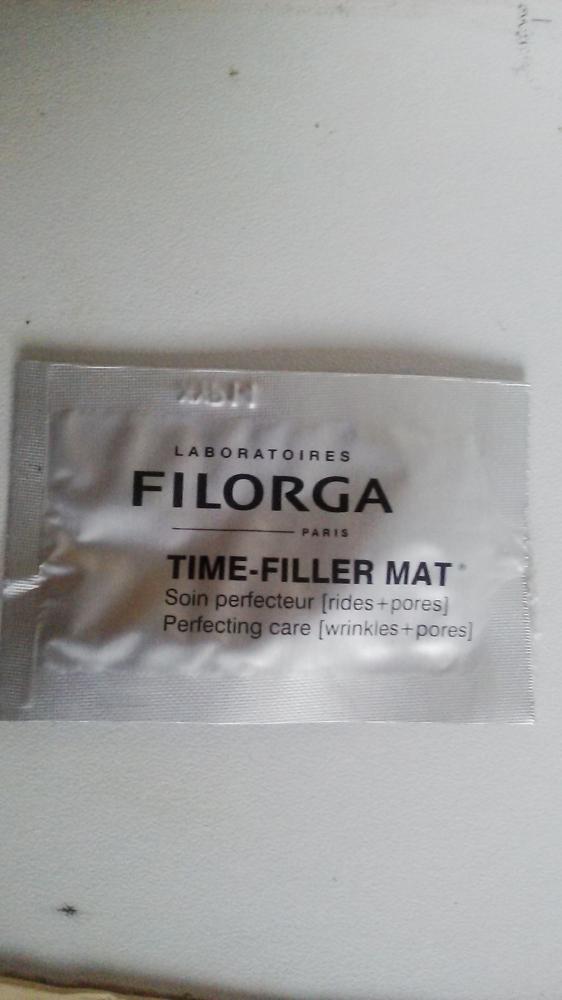 LABORATOIRES
FILORGA
PARIS
TIME-FILLER MAT®
Soin perfecteur [rides+pores]
Perfecting care [wrinkles+pores]